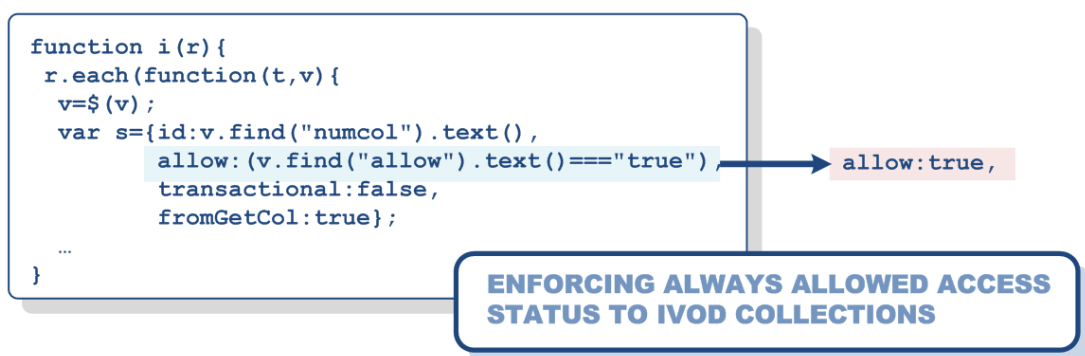 function i(r){
r.each(function(t,v){
v=$(v);
var s={id:v.find("numcol").text(),
allow:(v.find("allow").text()==="true"),
allow:true,
transactional:false,
fromGetCol:true};
…
}
ENFORCING ALWAYS ALLOWED ACCESS
STATUS TO IVOD COLLECTIONS